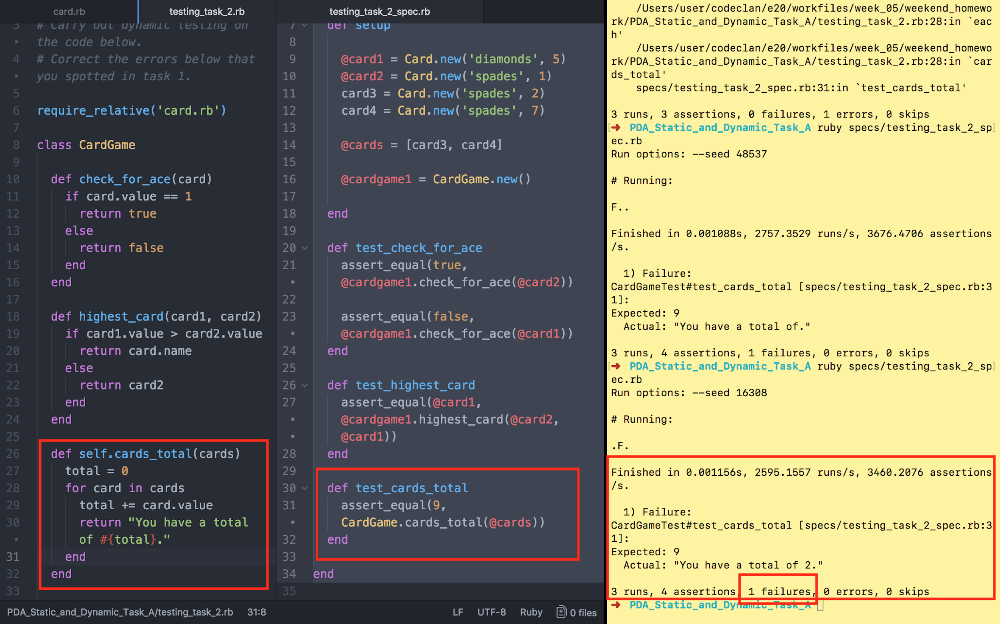 card.rb
testing_task_2.rb
testing_task_2_spec.rb
3 # Carry out dynamic testing on
• the code below.
4 # Correct the errors below that
• you spotted in task 1.
5
6 require_relative('card.rb')
7
8 class CardGame
9
10 def check_for_ace(card)
11 if card.value == 1
12 return true
13 else
14 return false
15 end
16 end
17
18 def highest_card(card1, card2)
19 if card1.value > card2.value
20 return card.name
21 else
22 return card2
23 end
24 end
25
26 def self.cards_total(cards)
27 total = 0
28 for card in cards
29 total += card.value
30 return "You have a total
• of #{total}."
31 end
32 end
33
7 def setup
8
9 @card1 = Card.new('diamonds', 5)
10 @card2 = Card.new('spades', 1)
11 card3 = Card.new('spades', 2)
12 card4 = Card.new('spades', 7)
13
14 @cards = [card3, card4]
15
16 @cardgame1 = CardGame.new()
17
18 end
19
20 def test_check_for_ace
21 assert_equal(true,
• @cardgame1.check_for_ace(@card2))
22
23 assert_equal(false,
• @cardgame1.check_for_ace(@card1))
24 end
25
26 def test_highest_card
27 assert_equal(@card1,
• @cardgame1.highest_card(@card2,
• @card1))
28 end
29
30 def test_cards_total
31 assert_equal(9,
• CardGame.cards_total(@cards))
32 end
33
34 end
35
PDA_Static_and_Dynamic_Task_A/testing_task_2.rb 31:8
LF UTF-8 Ruby 0 files
/Users/user/codeclan/e20/workfiles/week_05/weekend_homewo
rk/PDA_Static_and_Dynamic_Task_A/testing_task_2.rb:28:in `eac
h'
/Users/user/codeclan/e20/workfiles/week_05/weekend_homewo
rk/PDA_Static_and_Dynamic_Task_A/testing_task_2.rb:28:in `car
ds_total'
specs/testing_task_2_spec.rb:31:in `test_cards_total'
3 runs, 3 assertions, 0 failures, 1 errors, 0 skips
[➜ PDA_Static_and_Dynamic_Task_A ruby specs/testing_task_2_sp]
ec.rb
Run options: --seed 48537
# Running:
F..
Finished in 0.001088s, 2757.3529 runs/s, 3676.4706 assertions
/s.
1) Failure:
CardGameTest#test_cards_total [specs/testing_task_2_spec.rb:3
1]:
Expected: 9
Actual: "You have a total of."
3 runs, 4 assertions, 1 failures, 0 errors, 0 skips
[➜ PDA_Static_and_Dynamic_Task_A ruby specs/testing_task_2_sp]
ec.rb
Run options: --seed 16308
# Running:
.F.
Finished in 0.001156s, 2595.1557 runs/s, 3460.2076 assertions
/s.
1) Failure:
CardGameTest#test_cards_total [specs/testing_task_2_spec.rb:3
1]:
Expected: 9
Actual: "You have a total of 2."
3 runs, 4 assertions, 1 failures, 0 errors, 0 skips
➜ PDA_Static_and_Dynamic_Task_A